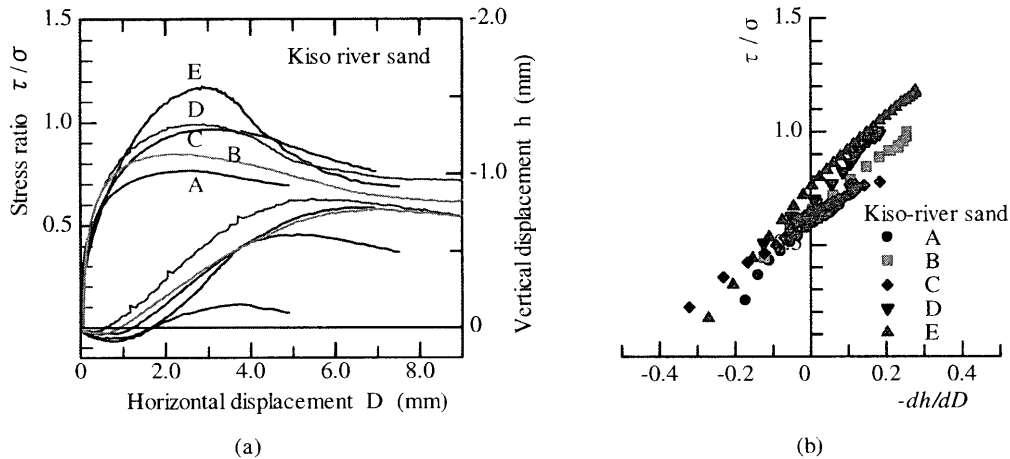 1.5
1.0
0.5
0
Stress ratio τ/σ
Kiso river sand
E
D
C
B
A
-2.0
-1.0
0
Vertical displacement h (mm)
0
2.0
4.0
6.0
8.0
Horizontal displacement D (mm)
(a)
τ/σ
1.5
1.0
Kiso-river sand
A
B
C
D
E
-0.4
-0.2
0
0.2
0.4
-dh/dD
(b)